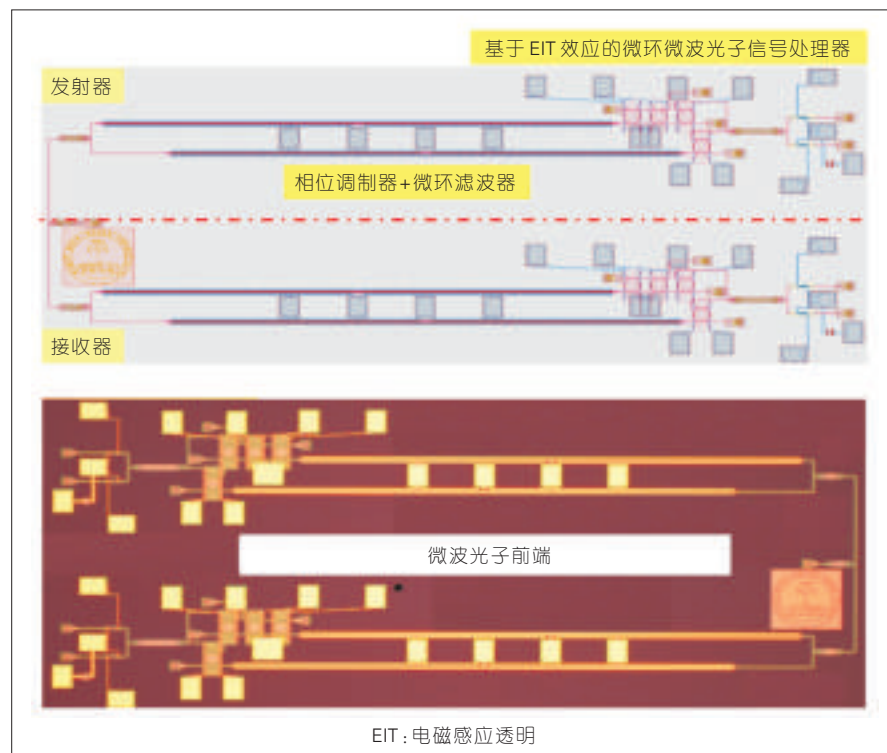 基于 EIT 效应的微环微波光子信号处理器
发射器
相位调制器+微环滤波器
接收器
微波光子前端
EIT：电磁感应透明